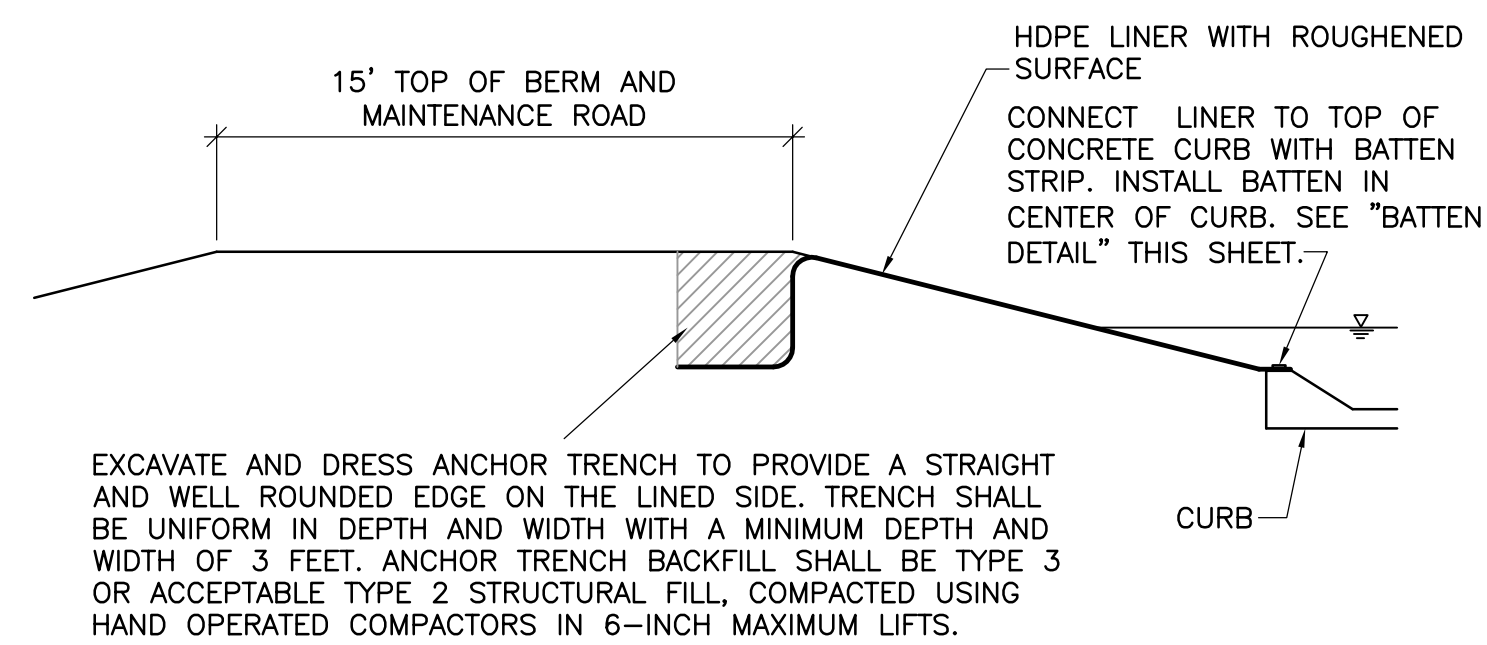 15' TOP OF BERM AND
MAINTENANCE ROAD
HDPE LINER WITH ROUGHENED
SURFACE
CONNECT LINER TO TOP OF
CONCRETE CURB WITH BATTEN
STRIP. INSTALL BATTEN IN
CENTER OF CURB. SEE "BATTEN
DETAIL" THIS SHEET.
EXCAVATE AND DRESS ANCHOR TRENCH TO PROVIDE A STRAIGHT
AND WELL ROUNDED EDGE ON THE LINED SIDE. TRENCH SHALL
BE UNIFORM IN DEPTH AND WIDTH WITH A MINIMUM DEPTH AND
WIDTH OF 3 FEET. ANCHOR TRENCH BACKFILL SHALL BE TYPE 3
OR ACCEPTABLE TYPE 2 STRUCTURAL FILL, COMPACTED USING
HAND OPERATED COMPACTORS IN 6-INCH MAXIMUM LIFTS.
CURB